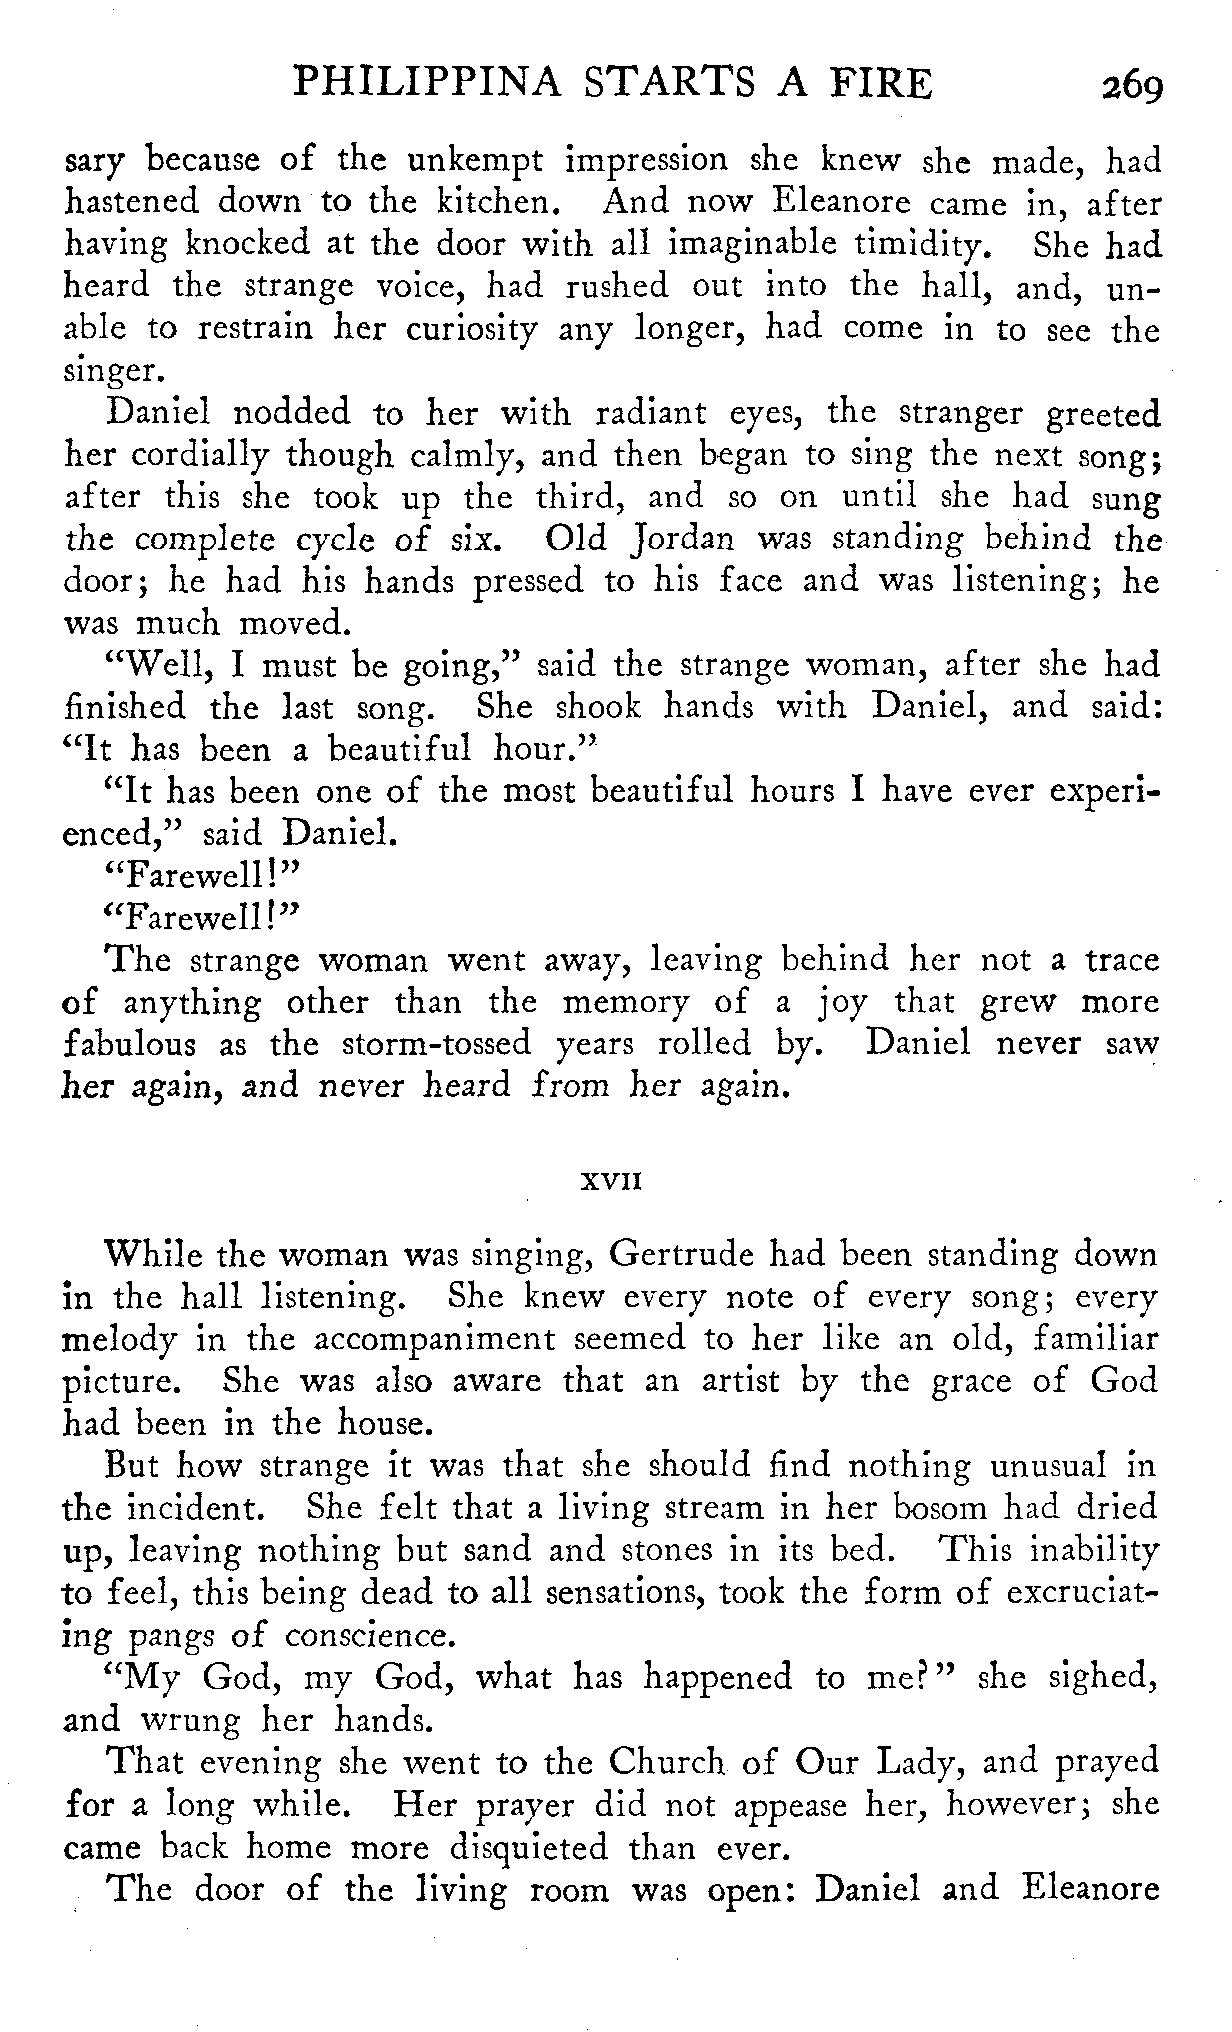 PHILIPPINA STARTS A FIRE 269
sary because of the unkempt impression she knew she made, had
hastened down to the kitchen. And now Eleanore came in, after
having knocked at the door with all imaginable timidity. She had
heard the strange voice, had rushed out into the hall, and, un-
able to restrain her curiosity any longer, had come in to see the
singer.
Daniel nodded to her with radiant eyes, the stranger greeted
her cordially though calmly, and then began to sing the next song;
after this she took up the third, and so on until she had sung
the complete cycle of six. Old Jordan was standing behind the
door; he had his hands pressed to his face and was listening; he
was much moved.
"Well, I must be going," said the strange woman, after she had
finished the last song. She shook hands with Daniel, and said:
"It has been a beautiful hour."
"It has been one of the most beautiful hours I have ever experi-
enced," said Daniel.
"Farewell!"
"Farewell!"
The strange woman went away, leaving behind her not a trace
of anything other than the memory of a joy that grew more
fabulous as the storm-tossed years rolled by. Daniel never saw
her again, and never heard from her again.
XVII
While the woman was singing, Gertrude had been standing down
in the hall listening. She knew every note of every song; every
melody in the accompaniment seemed to her like an old, familiar
picture. She was also aware that an artist by the grace of God
had been in the house.
But how strange it was that she should find nothing unusual in
the incident. She felt that a living stream in her bosom had dried
up, leaving nothing but sand and stones in its bed. This inability
to feel, this being dead to all sensations, took the form of excruciat-
ing pangs of conscience.
"My God, my God, what has happened to me?" she sighed,
and wrung her hands.
That evening she went to the Church of Our Lady, and prayed
for a long while. Her prayer did not appease her, however; she
came back home more disquieted than ever.
The door of the living room was open: Daniel and Eleanore